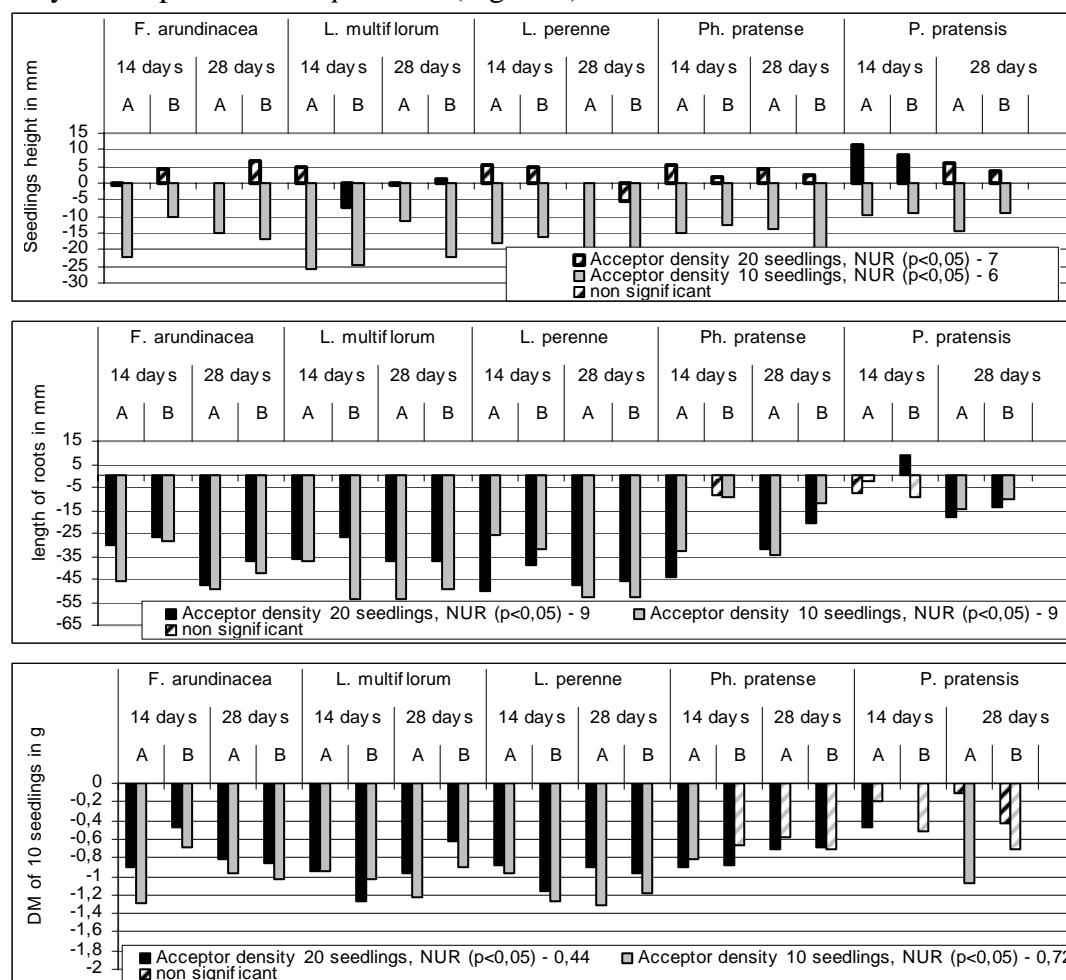 F. arundinacea L. multiflorum L. perenne Ph. pratense P. pratensis
14 days 28 days 14 days 28 days 14 days 28 days 14 days 28 days 14 days 28 days
A B A B A B A B A B A B A B A B A B A B
Seedlings height in mm
15
10
5
0
-5
-10
-15
-20
-25
-30
Acceptor density 20 seedlings, NUR (p<0,05) - 7
Acceptor density 10 seedlings, NUR (p<0,05) - 6
non significant
F. arundinacea L. multiflorum L. perenne Ph. pratense P. pratensis
14 days 28 days 14 days 28 days 14 days 28 days 14 days 28 days 14 days 28 days
A B A B A B A B A B A B A B A B A B A B
length of roots in mm
15
5
-5
-15
-25
-35
-45
-55
-65
Acceptor density 20 seedlings, NUR (p<0,05) - 9 Acceptor density 10 seedlings, NUR (p<0,05) - 9
non significant
F. arundinacea L. multiflorum L. perenne Ph. pratense P. pratensis
14 days 28 days 14 days 28 days 14 days 28 days 14 days 28 days 14 days 28 days
A B A B A B A B A B A B A B A B A B A B
DM of 10 seedlings in g
0
-0,2
-0,4
-0,6
-0,8
-1
-1,2
-1,4
-1,6
-1,8
-2
Acceptor density 20 seedlings, NUR (p<0,05) - 0,44 Acceptor density 10 seedlings, NUR (p<0,05) - 0,72
non significant